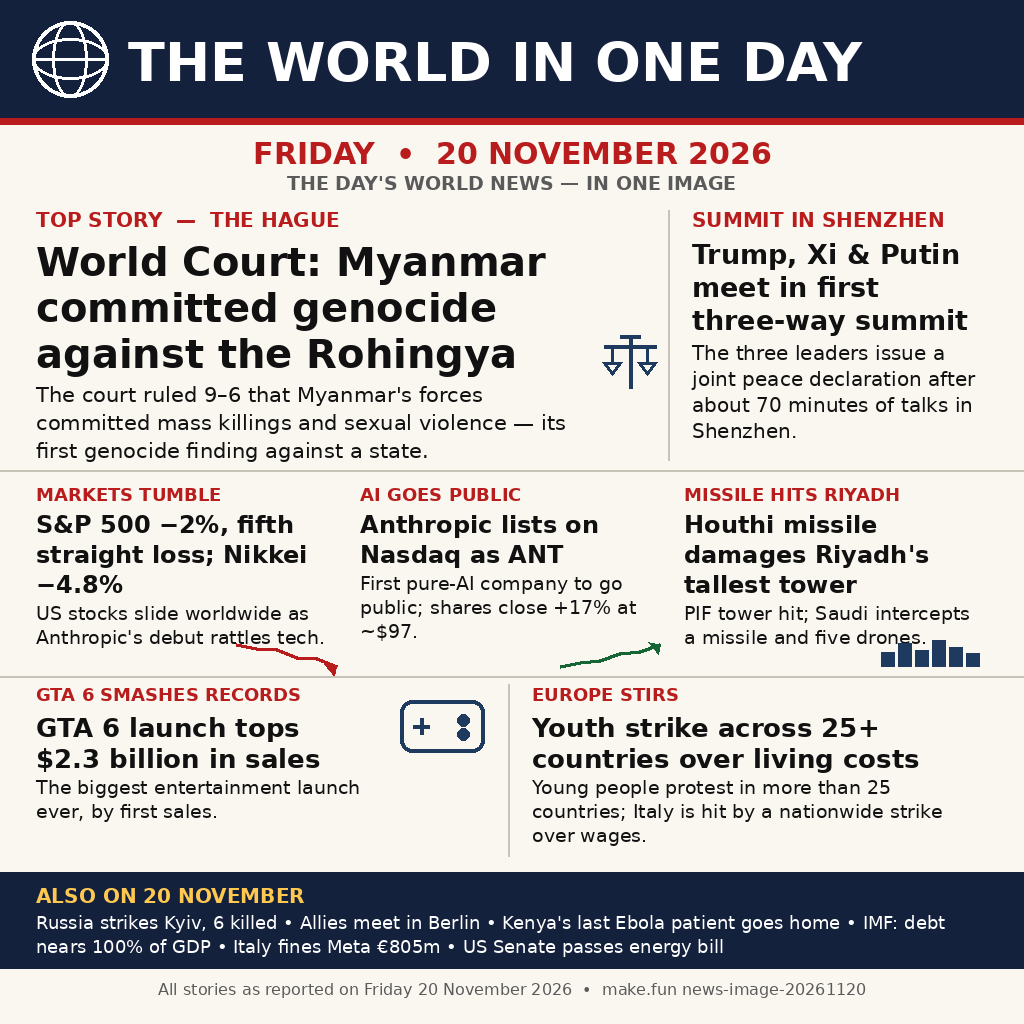 THE WORLD IN ONE DAY
FRIDAY • 20 NOVEMBER 2026
THE DAY'S WORLD NEWS — IN ONE IMAGE
TOP STORY — THE HAGUE
World Court: Myanmar
committed genocide
against the Rohingya
The court ruled 9–6 that Myanmar's forces
committed mass killings and sexual violence — its
first genocide finding against a state.
SUMMIT IN SHENZHEN
Trump, Xi & Putin
meet in first
three-way summit
The three leaders issue a
joint peace declaration after
about 70 minutes of talks in
Shenzhen.
MARKETS TUMBLE
S&P 500 −2%, fifth
straight loss; Nikkei
−4.8%
US stocks slide worldwide as
Anthropic's debut rattles tech.
AI GOES PUBLIC
Anthropic lists on
Nasdaq as ANT
First pure-AI company to go
public; shares close +17% at
~$97.
MISSILE HITS RIYADH
Houthi missile
damages Riyadh's
tallest tower
PIF tower hit; Saudi intercepts
a missile and five drones.
GTA 6 SMASHES RECORDS
GTA 6 launch tops
$2.3 billion in sales
The biggest entertainment launch
ever, by first sales.
EUROPE STIRS
Youth strike across 25+
countries over living costs
Young people protest in more than 25
countries; Italy is hit by a nationwide strike
over wages.
ALSO ON 20 NOVEMBER
Russia strikes Kyiv, 6 killed • Allies meet in Berlin • Kenya's last Ebola patient goes home • IMF: debt
nears 100% of GDP • Italy fines Meta €805m • US Senate passes energy bill
All stories as reported on Friday 20 November 2026 • make.fun news-image-20261120